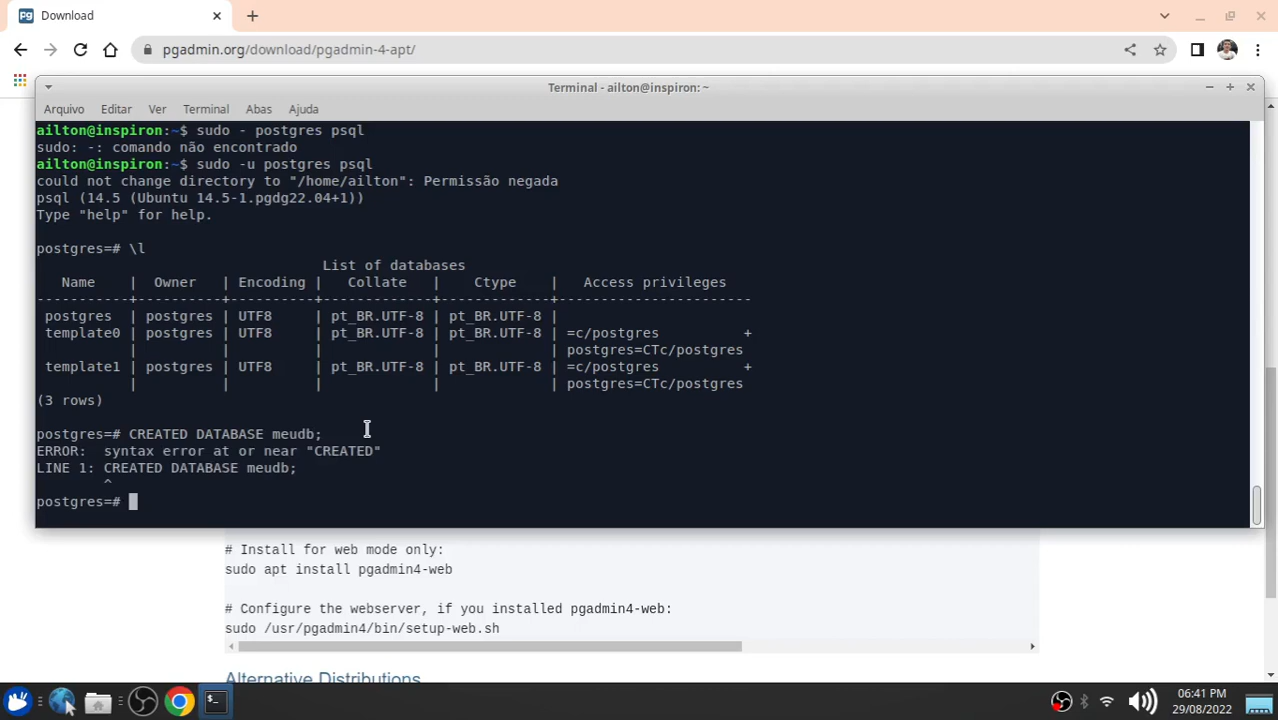 Download
pgadmin.org/download/pgadmin-4-apt/
Terminal - ailton@inspiron: ~
Arquivo Editar Ver Terminal Abas Ajuda
ailton@inspiron:~$ sudo - postgres psql
sudo: -: comando não encontrado
ailton@inspiron:~$ sudo -u postgres psql
could not change directory to "/home/ailton": Permissão negada
psql (14.5 (Ubuntu 14.5-1.pgdg22.04+1))
Type "help" for help.
postgres=# \l
List of databases
Name | Owner | Encoding | Collate | Ctype | Access privileges
-----------+----------+----------+-------------+-------------+-----------------------
postgres | postgres | UTF8 | pt_BR.UTF-8 | pt_BR.UTF-8 |
template0 | postgres | UTF8 | pt_BR.UTF-8 | pt_BR.UTF-8 | =c/postgres +
| | | | | postgres=CTc/postgres
template1 | postgres | UTF8 | pt_BR.UTF-8 | pt_BR.UTF-8 | =c/postgres +
| | | | | postgres=CTc/postgres
(3 rows)
postgres=# CREATED DATABASE meudb;
ERROR: syntax error at or near "CREATED"
LINE 1: CREATED DATABASE meudb;
^
postgres=#
# Install for web mode only:
sudo apt install pgadmin4-web
# Configure the webserver, if you installed pgadmin4-web:
sudo /usr/pgadmin4/bin/setup-web.sh
Alternative Distributions
06:41 PM
29/08/2022